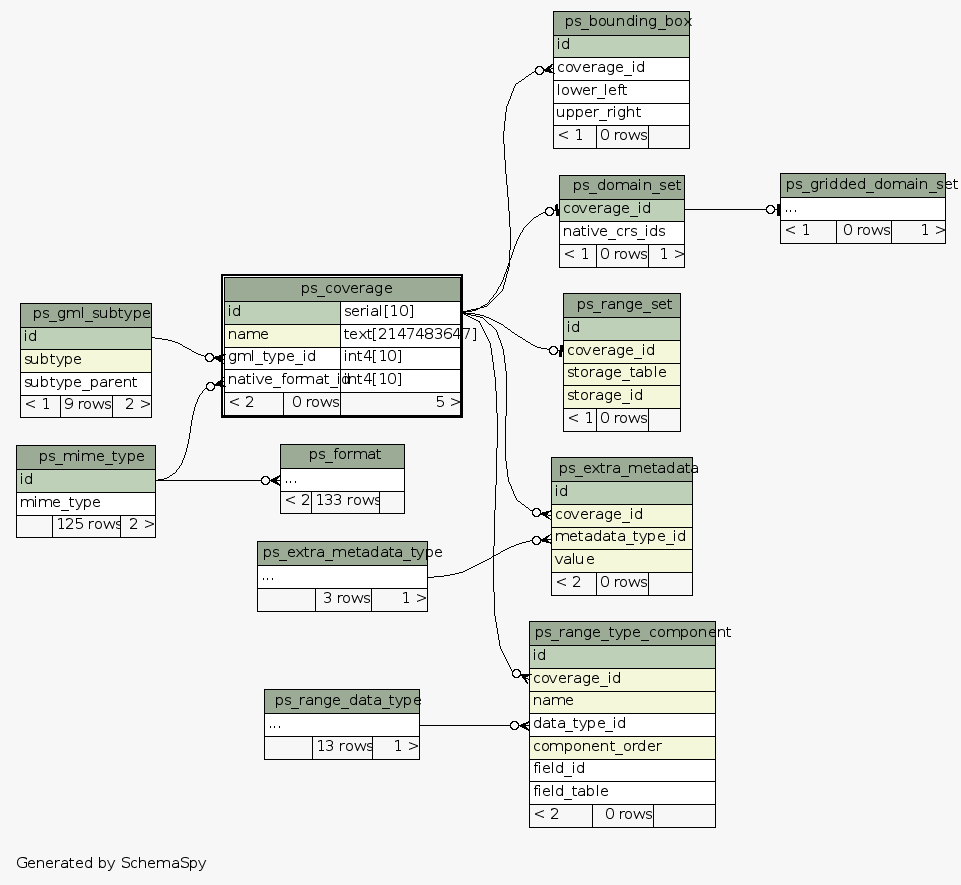 ps_bounding_box
id
coverage_id
lower_left
upper_right
< 1 0 rows
ps_domain_set
coverage_id
native_crs_ids
< 1 0 rows 1 >
ps_gridded_domain_set
...
< 1 0 rows 1 >
ps_coverage
id serial[10]
name text[2147483647]
gml_type_id int4[10]
native_format_id int4[10]
< 2 0 rows 5 >
ps_gml_subtype
id
subtype
subtype_parent
< 1 9 rows 2 >
ps_range_set
id
coverage_id
storage_table
storage_id
< 1 0 rows
ps_mime_type
id
mime_type
125 rows 2 >
ps_format
...
< 2 133 rows
ps_extra_metadata
id
coverage_id
metadata_type_id
value
< 2 0 rows
ps_extra_metadata_type
...
3 rows 1 >
ps_range_type_component
id
coverage_id
name
data_type_id
component_order
field_id
field_table
< 2 0 rows
ps_range_data_type
...
13 rows 1 >
Generated by SchemaSpy